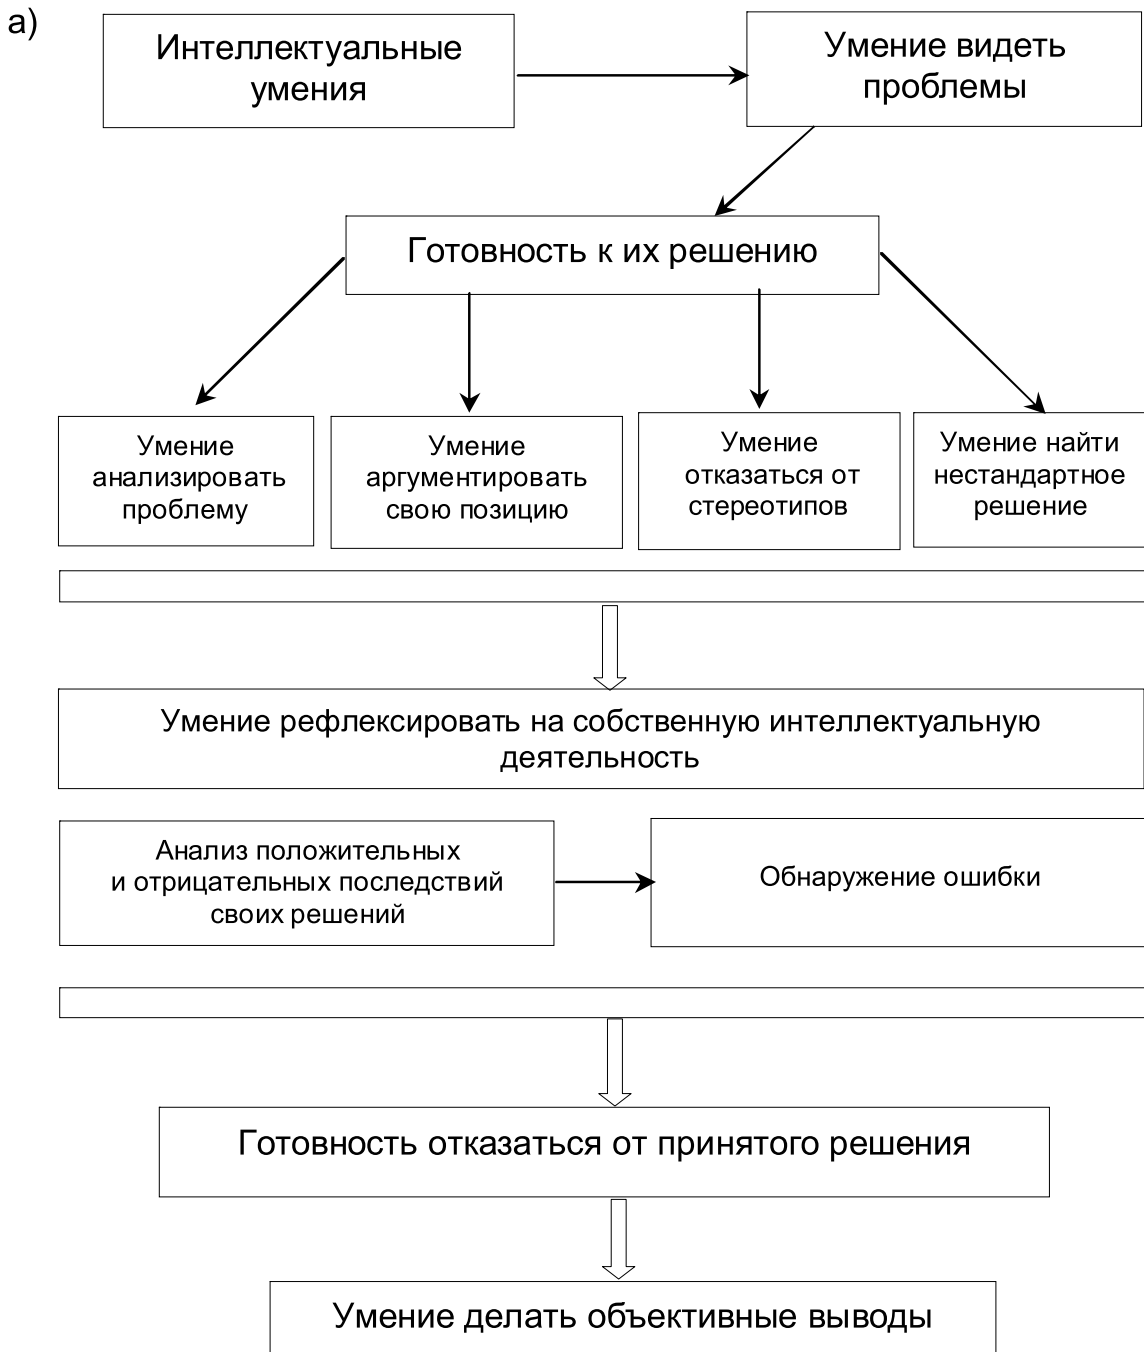 а)
Интеллектуальные
умения
Умение видеть
проблемы
Готовность к их решению
Умение
анализировать
проблему
Умение
аргументировать
свою позицию
Умение
отказаться от
стереотипов
Умение найти
нестандартное
решение
Умение рефлексировать на собственную интеллектуальную
деятельность
Анализ положительных
и отрицательных последствий
своих решений
Обнаружение ошибки
Готовность отказаться от принятого решения
Умение делать объективные выводы